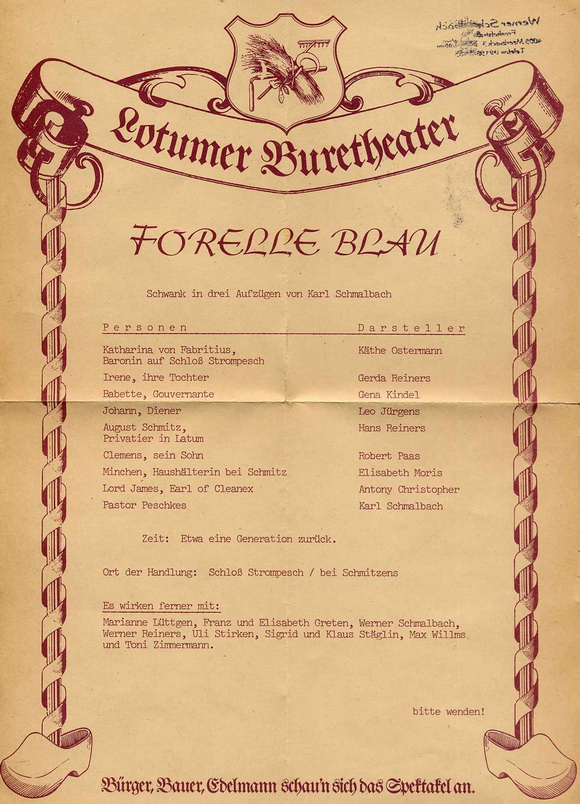 Werner Schmalbach
Lotumer Buretheater
FORELLE BLAU
Schwank in drei Aufzügen von Karl Schmalbach
Personen Darsteller
Katharina von Fabritius,
Baronin auf Schloß Strompesch Käthe Ostermann
Irene, ihre Tochter Gerda Reiners
Babette, Gouvernante Gena Kindel
Johann, Diener Leo Jürgens
August Schmitz, Hans Reiners
Privatier in Latum
Clemens, sein Sohn Robert Paas
Minchen, Haushälterin bei Schmitz Elisabeth Moris
Lord James, Earl of Cleanex Antony Christopher
Pastor Peschkes Karl Schmalbach
Zeit: Etwa eine Generation zurück.
Ort der Handlung: Schloß Strompesch / bei Schmitzens
Es wirken ferner mit:
Marianne Lüttgen, Franz und Elisabeth Greten, Werner Schmalbach,
Werner Reiners, Uli Stirken, Sigrid und Klaus Stäglin, Max Willms
und Toni Zimmermann.
bitte wenden!
Bürger, Bauer, Edelmann schau'n sich das Spektakel an.